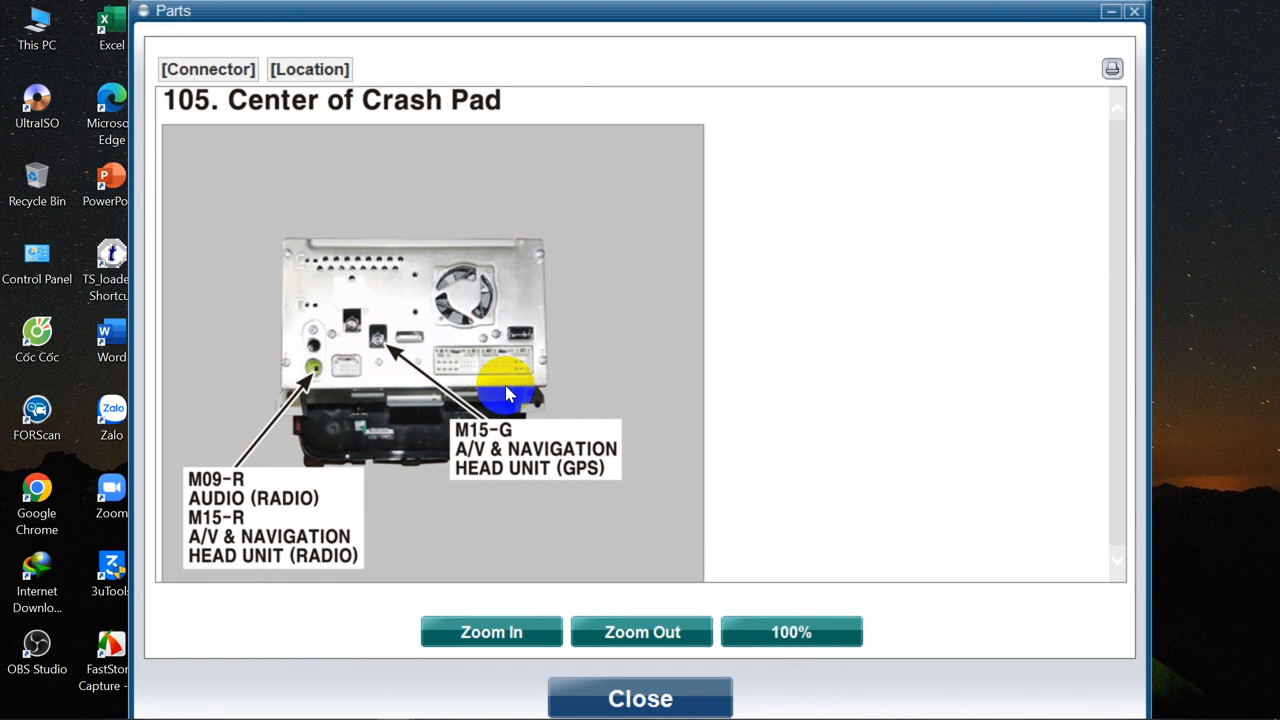 Parts
[Connector] [Location]
105. Center of Crash Pad
M15-G
A/V & NAVIGATION
HEAD UNIT (GPS)
M09-R
AUDIO (RADIO)
M15-R
A/V & NAVIGATION
HEAD UNIT (RADIO)
Zoom In
Zoom Out
100%
Close
This PC
Excel
UltraISO
Microso...
Edge
Recycle Bin
PowerPo...
Control Panel
TS_loade...
Shortcu...
Cốc Cốc
Word
FORScan
Zalo
Google
Chrome
Zoom
Internet
Downlo...
3uTool
OBS Studio
FastSton
Capture -